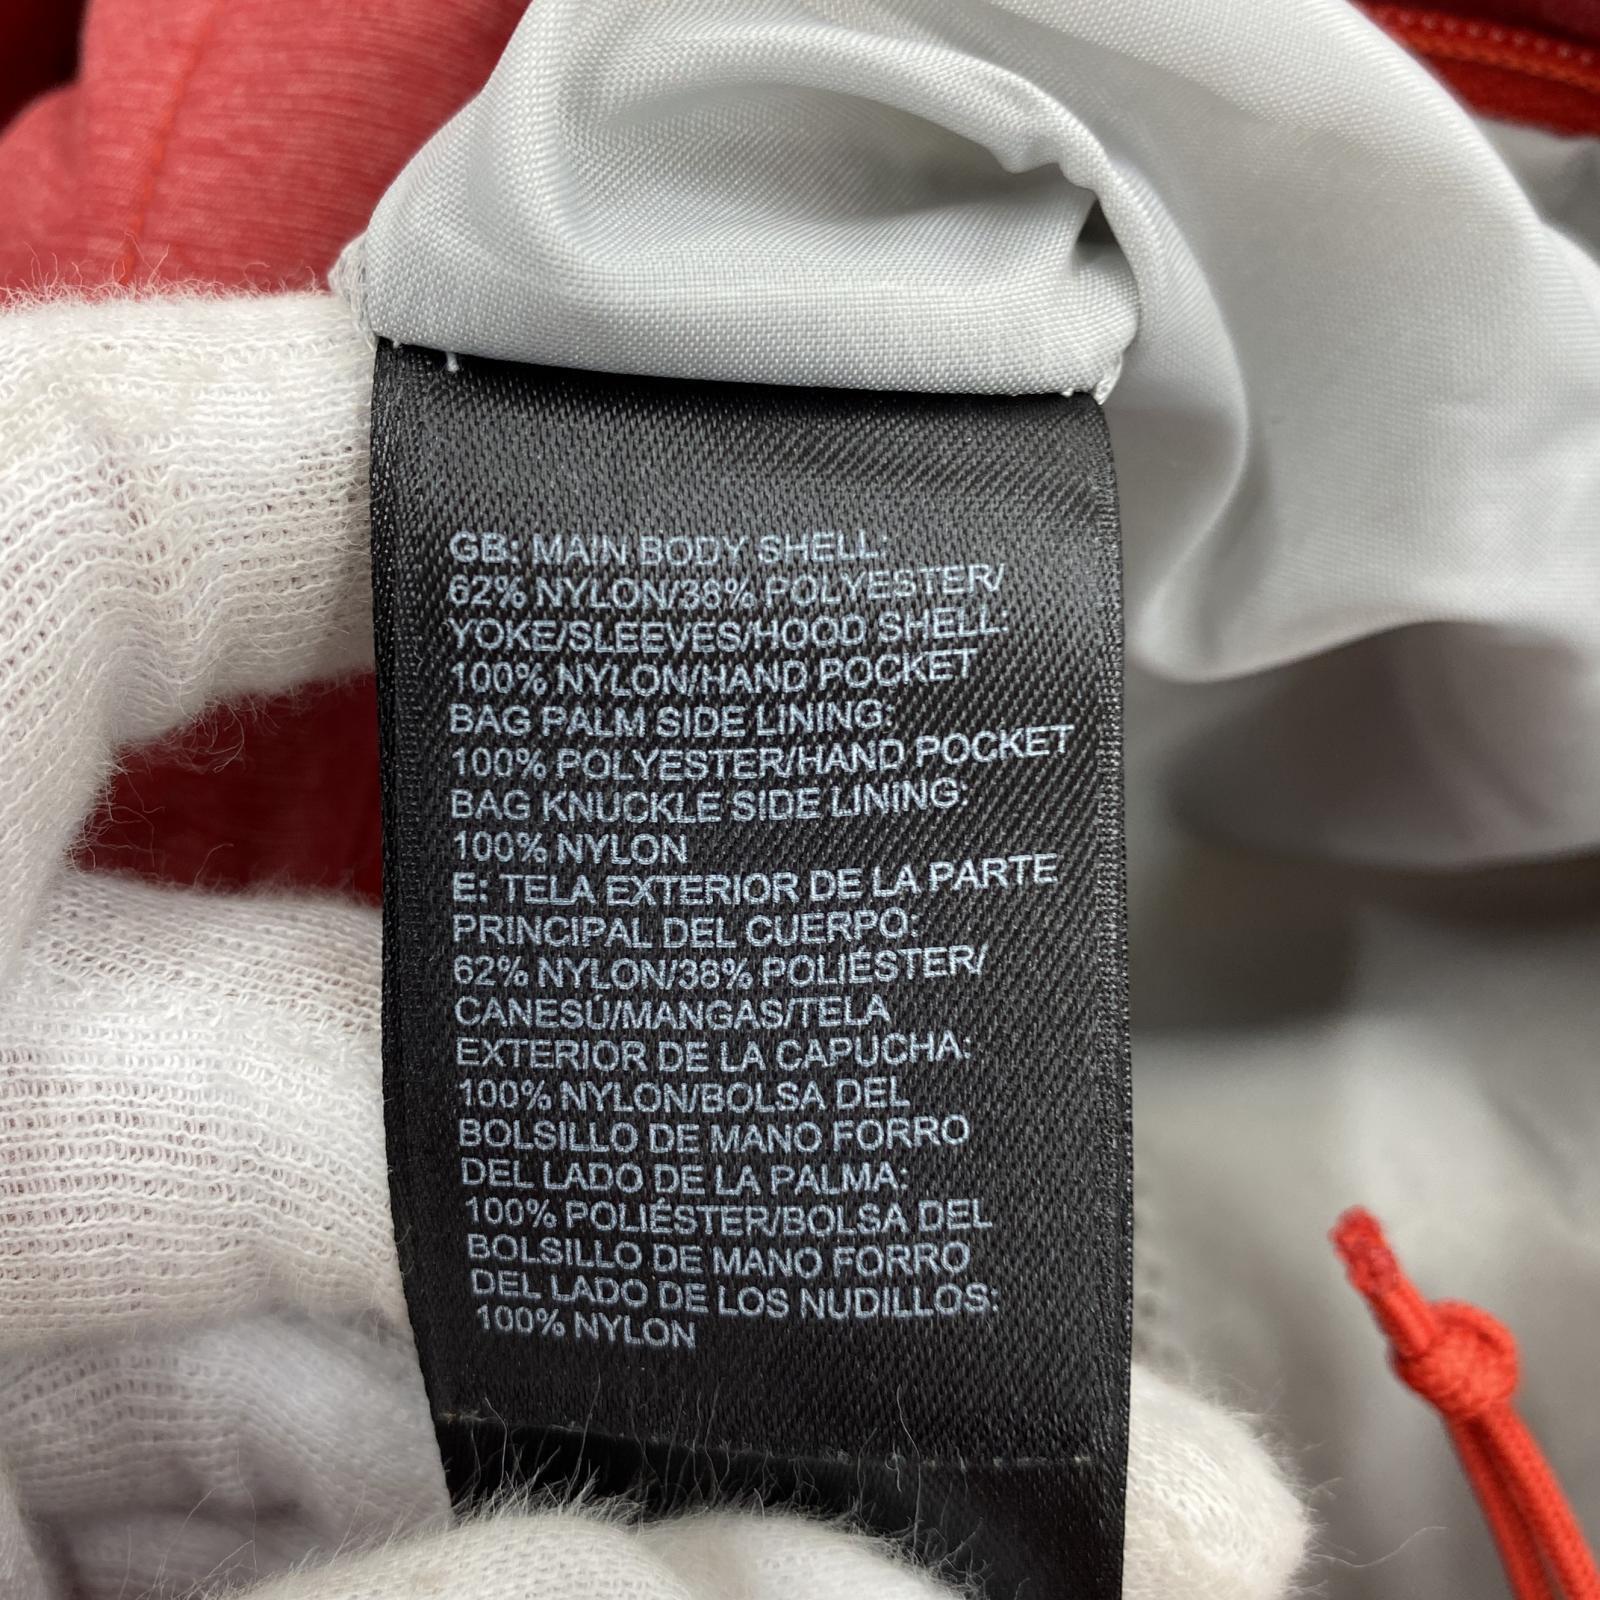 GB: MAIN BODY SHELL:
62% NYLON/38% POLYESTER/
YOKE/SLEEVES/HOOD SHELL:
100% NYLON/HAND POCKET
BAG PALM SIDE LINING:
100% POLYESTER/HAND POCKET
BAG KNUCKLE SIDE LINING:
100% NYLON
E: TELA EXTERIOR DE LA PARTE
PRINCIPAL DEL CUERPO:
62% NYLON/38% POLIÉSTER/
CANESÚ/MANGAS/TELA
EXTERIOR DE LA CAPUCHA:
100% NYLON/BOLSA DEL
BOLSILLO DE MANO FORRO
DEL LADO DE LA PALMA:
100% POLIÉSTER/BOLSA DEL
BOLSILLO DE MANO FORRO
DEL LADO DE LOS NUDILLOS:
100% NYLON